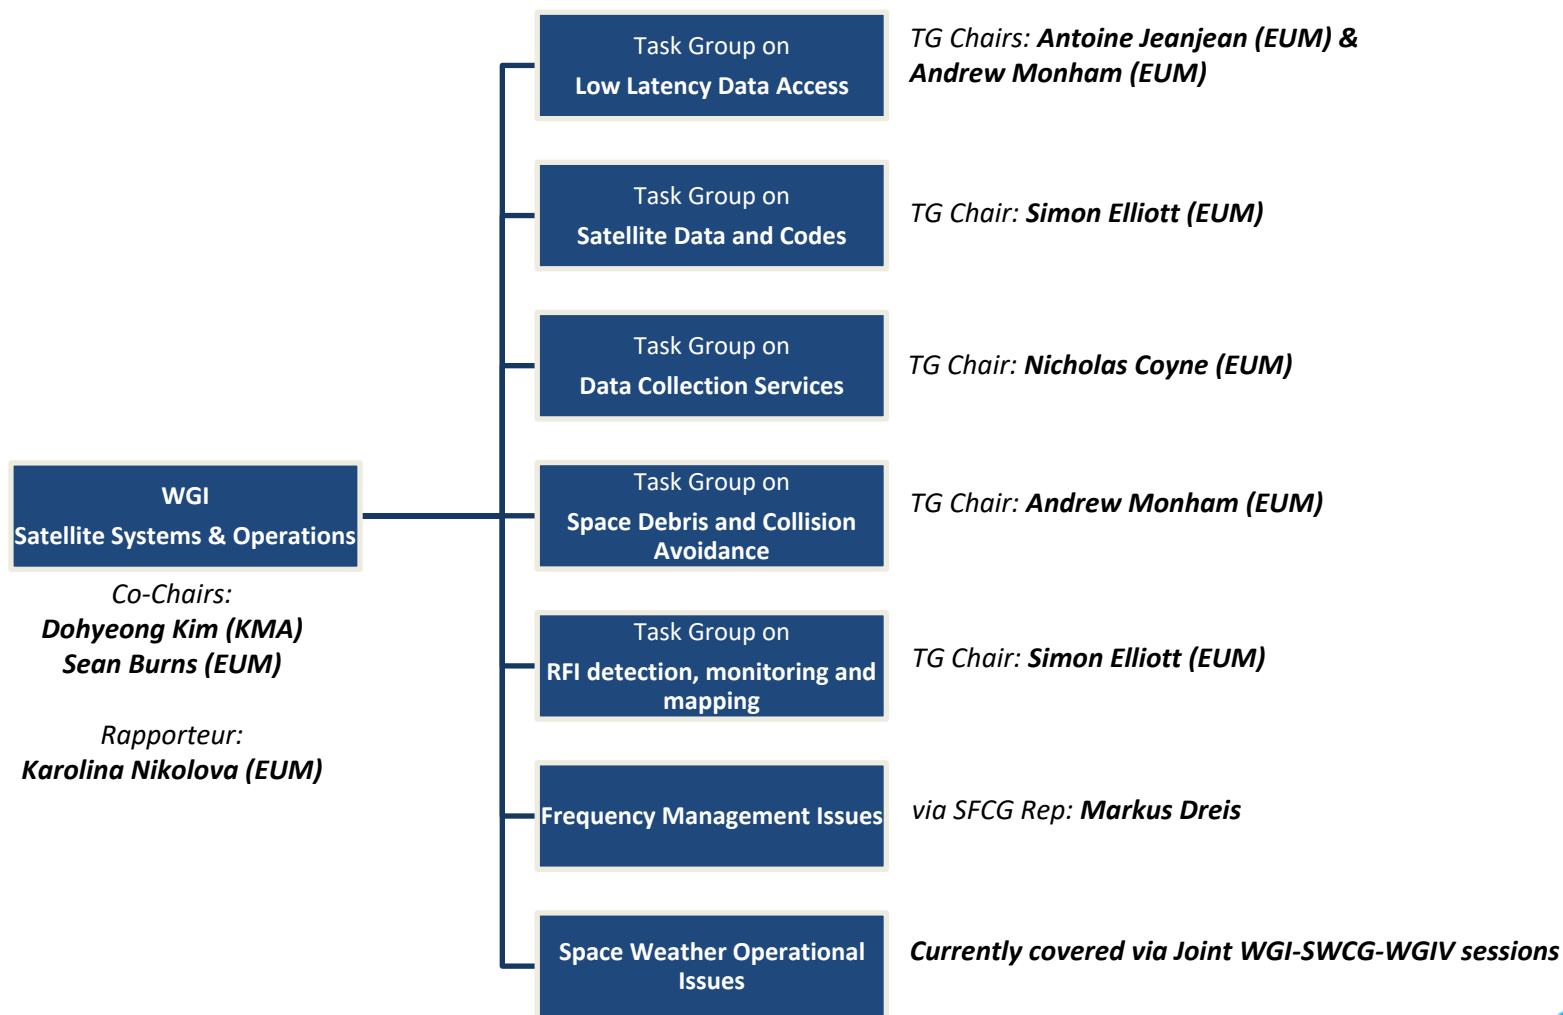 Task Group on
Low Latency Data Access
TG Chairs: Antoine Jeanjean (EUM) &
Andrew Monham (EUM)
Task Group on
Satellite Data and Codes
TG Chair: Simon Elliott (EUM)
Task Group on
Data Collection Services
TG Chair: Nicholas Coyne (EUM)
WGI
Satellite Systems & Operations
Co-Chairs:
Dohyeong Kim (KMA)
Sean Burns (EUM)
Rapporteur:
Karolina Nikolova (EUM)
Task Group on
Space Debris and Collision
Avoidance
TG Chair: Andrew Monham (EUM)
Task Group on
RFI detection, monitoring and
mapping
TG Chair: Simon Elliott (EUM)
Frequency Management Issues
via SFCG Rep: Markus Dreis
Space Weather Operational
Issues
Currently covered via Joint WGI-SWCG-WGIV sessions